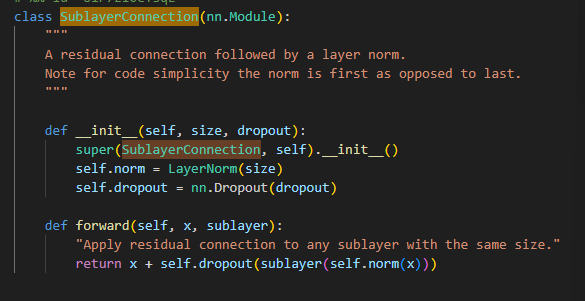 class SublayerConnection(nn.Module):
    """
    A residual connection followed by a layer norm.
    Note for code simplicity the norm is first as opposed to last.
    """
    def __init__(self, size, dropout):
        super(SublayerConnection, self).__init__()
        self.norm = LayerNorm(size)
        self.dropout = nn.Dropout(dropout)
    def forward(self, x, sublayer):
        "Apply residual connection to any sublayer with the same size."
        return x + self.dropout(sublayer(self.norm(x)))